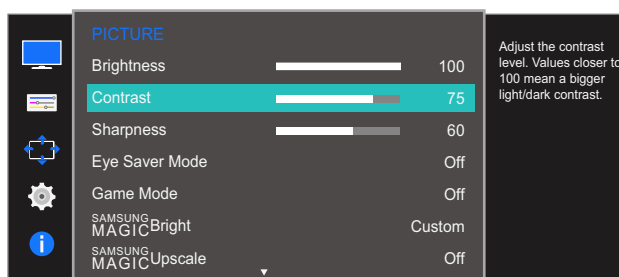 PICTURE
Brightness 100
Contrast 75
Sharpness 60
Eye Saver Mode Off
Game Mode Off
SAMSUNG
MAGIC Bright Custom
SAMSUNG
MAGIC Upscale Off
Adjust the contrast
level. Values closer to
100 mean a bigger
light/dark contrast.